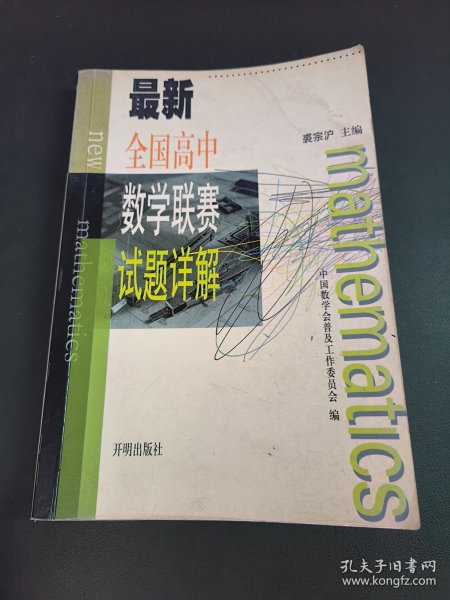 最新
全国高中
数学联赛
试题详解
裘宗沪 主编
中国数学会普及工作委员会 编
mathematics
new
mathematics
开明出版社
孔夫子旧书网
www.kongfz.com